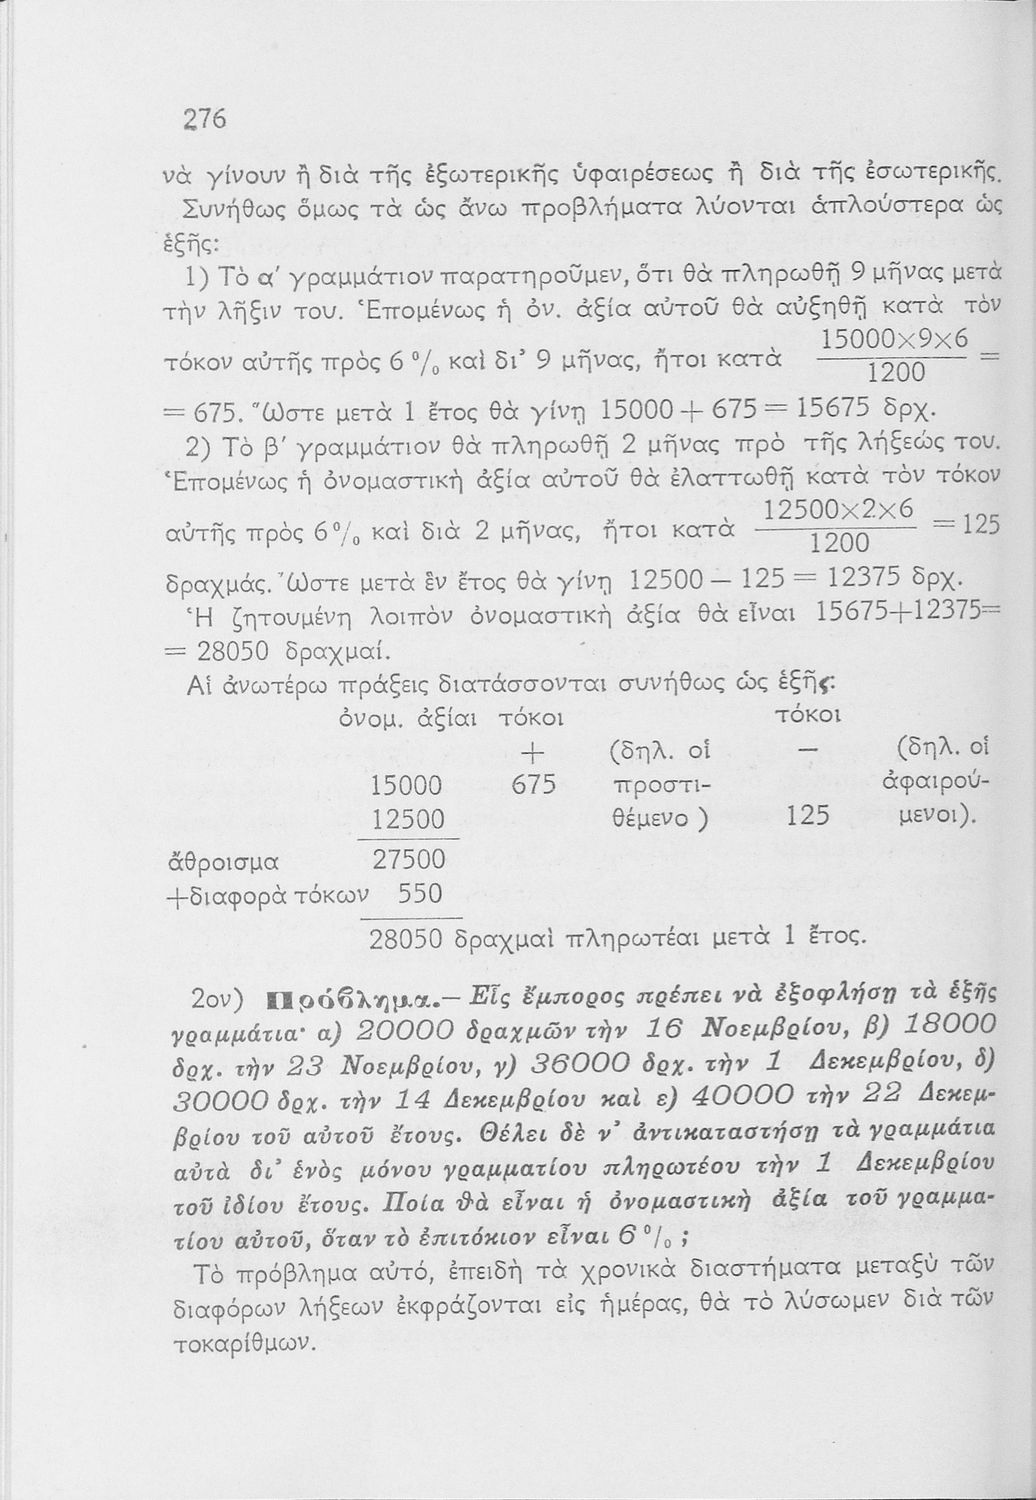 276
νὰ γίνουν ἢ διὰ τῆς ἐξωτερικῆς ὑφαιρέσεως ἢ διὰ τῆς ἐσωτερικῆς.
Συνήθως ὅμως τὰ ὡς ἄνω προβλήματα λύονται ἁπλούστερα ὡς
ἑξῆς:
1) Τὸ α′ γραμμάτιον παρατηροῦμεν, ὅτι θὰ πληρωθῇ 9 μῆνας μετὰ
τὴν λῆξιν του. Ἑπομένως ἡ ὀν. ἀξία αὐτοῦ θὰ αὐξηθῇ κατὰ τὸν
τόκον αὐτῆς πρὸς 6 ⁰/₀ καὶ δι’ 9 μῆνας, ἤτοι κατὰ 15000×9×6 / 1200 =
= 675. Ὥστε μετὰ 1 ἔτος θὰ γίνῃ 15000 + 675 = 15675 δρχ.
2) Τὸ β′ γραμμάτιον θὰ πληρωθῇ 2 μῆνας πρὸ τῆς λήξεώς του.
Ἑπομένως ἡ ὀνομαστικὴ ἀξία αὐτοῦ θὰ ἐλαττωθῇ κατὰ τὸν τόκον
αὐτῆς πρὸς 6 ⁰/₀ καὶ διὰ 2 μῆνας, ἤτοι κατὰ 12500×2×6 / 1200 = 125
δραχμάς. Ὥστε μετὰ ἓν ἔτος θὰ γίνῃ 12500 – 125 = 12375 δρχ.
Ἡ ζητουμένη λοιπὸν ὀνομαστικὴ ἀξία θὰ εἶναι 15675+12375=
= 28050 δραχμαί.
Αἱ ἀνωτέρω πράξεις διατάσσονται συνήθως ὡς ἑξῆς:
ὀνομ. ἀξίαι τόκοι τόκοι
+ (δηλ. οἱ – (δηλ. οἱ
15000 675 προστι- ἀφαιρού-
12500 θέμενο ) 125 μενοι).
ἄθροισμα 27500
+διαφορὰ τόκων 550
28050 δραχμαὶ πληρωτέαι μετὰ 1 ἔτος.
2ον) Πρόβλημα.— Εἷς ἔμπορος πρέπει νὰ ἐξοφλήσῃ τὰ ἑξῆς
γραμμάτια· α) 20000 δραχμῶν τὴν 16 Νοεμβρίου, β) 18000
δρχ. τὴν 23 Νοεμβρίου, γ) 36000 δρχ. τὴν 1 Δεκεμβρίου, δ)
30000 δρχ. τὴν 14 Δεκεμβρίου καὶ ε) 40000 τὴν 22 Δεκεμ-
βρίου τοῦ αὐτοῦ ἔτους. Θέλει δὲ ν’ ἀντικαταστήσῃ τὰ γραμμάτια
αὐτὰ δι’ ἑνὸς μόνου γραμματίου πληρωτέου τὴν 1 Δεκεμβρίου
τοῦ ἰδίου ἔτους. Ποία θὰ εἶναι ἡ ὀνομαστικὴ ἀξία τοῦ γραμμα-
τίου αὐτοῦ, ὅταν τὸ ἐπιτόκιον εἶναι 6 ⁰/₀ ;
Τὸ πρόβλημα αὐτό, ἐπειδὴ τὰ χρονικὰ διαστήματα μεταξὺ τῶν
διαφόρων λήξεων ἐκφράζονται εἰς ἡμέρας, θὰ τὸ λύσωμεν διὰ τῶν
τοκαρίθμων.